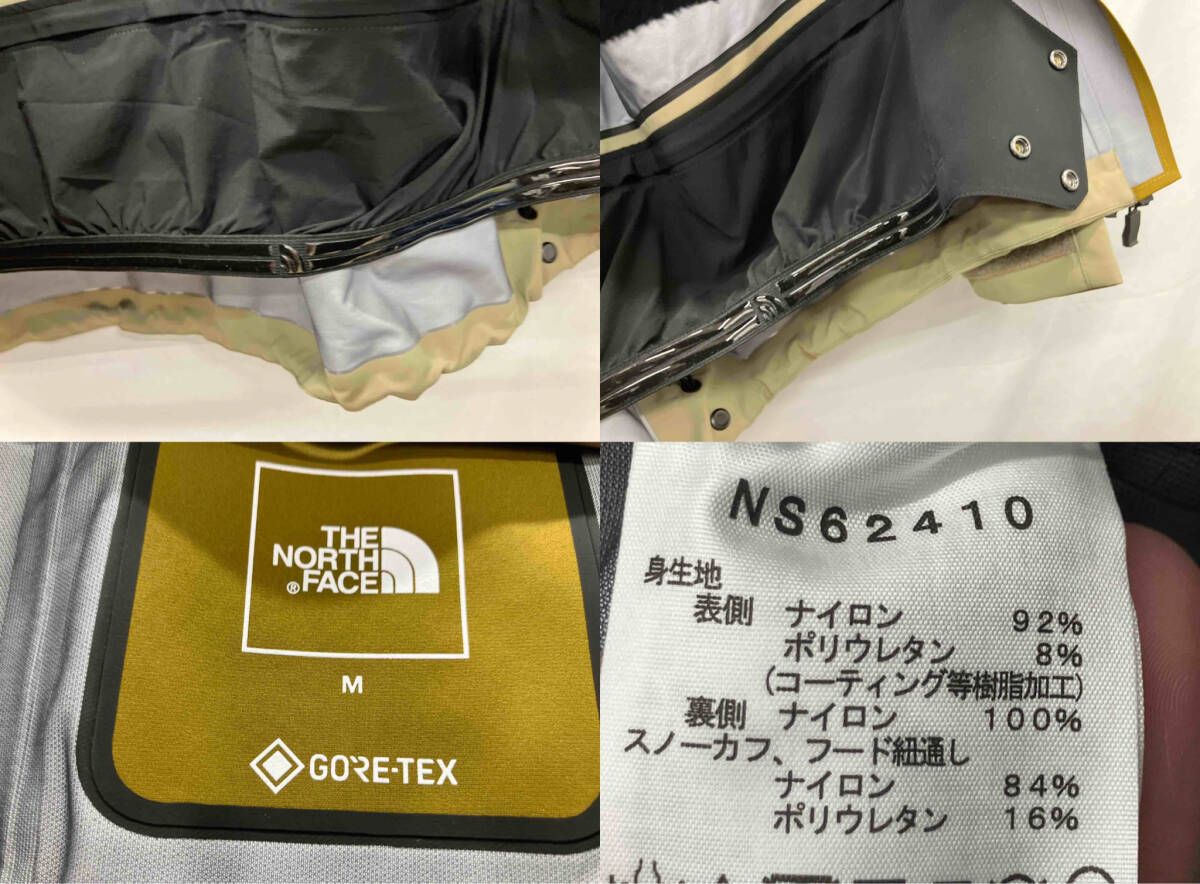 THE
NORTH
®FACE
M
GORE-TEX
NS62410
身生地
表側 ナイロン 92%
ポリウレタン 8%
(コーティング等樹脂加工)
裏側 ナイロン 100%
スノーカフ、フード紐通し
ナイロン 84%
ポリウレタン 16%